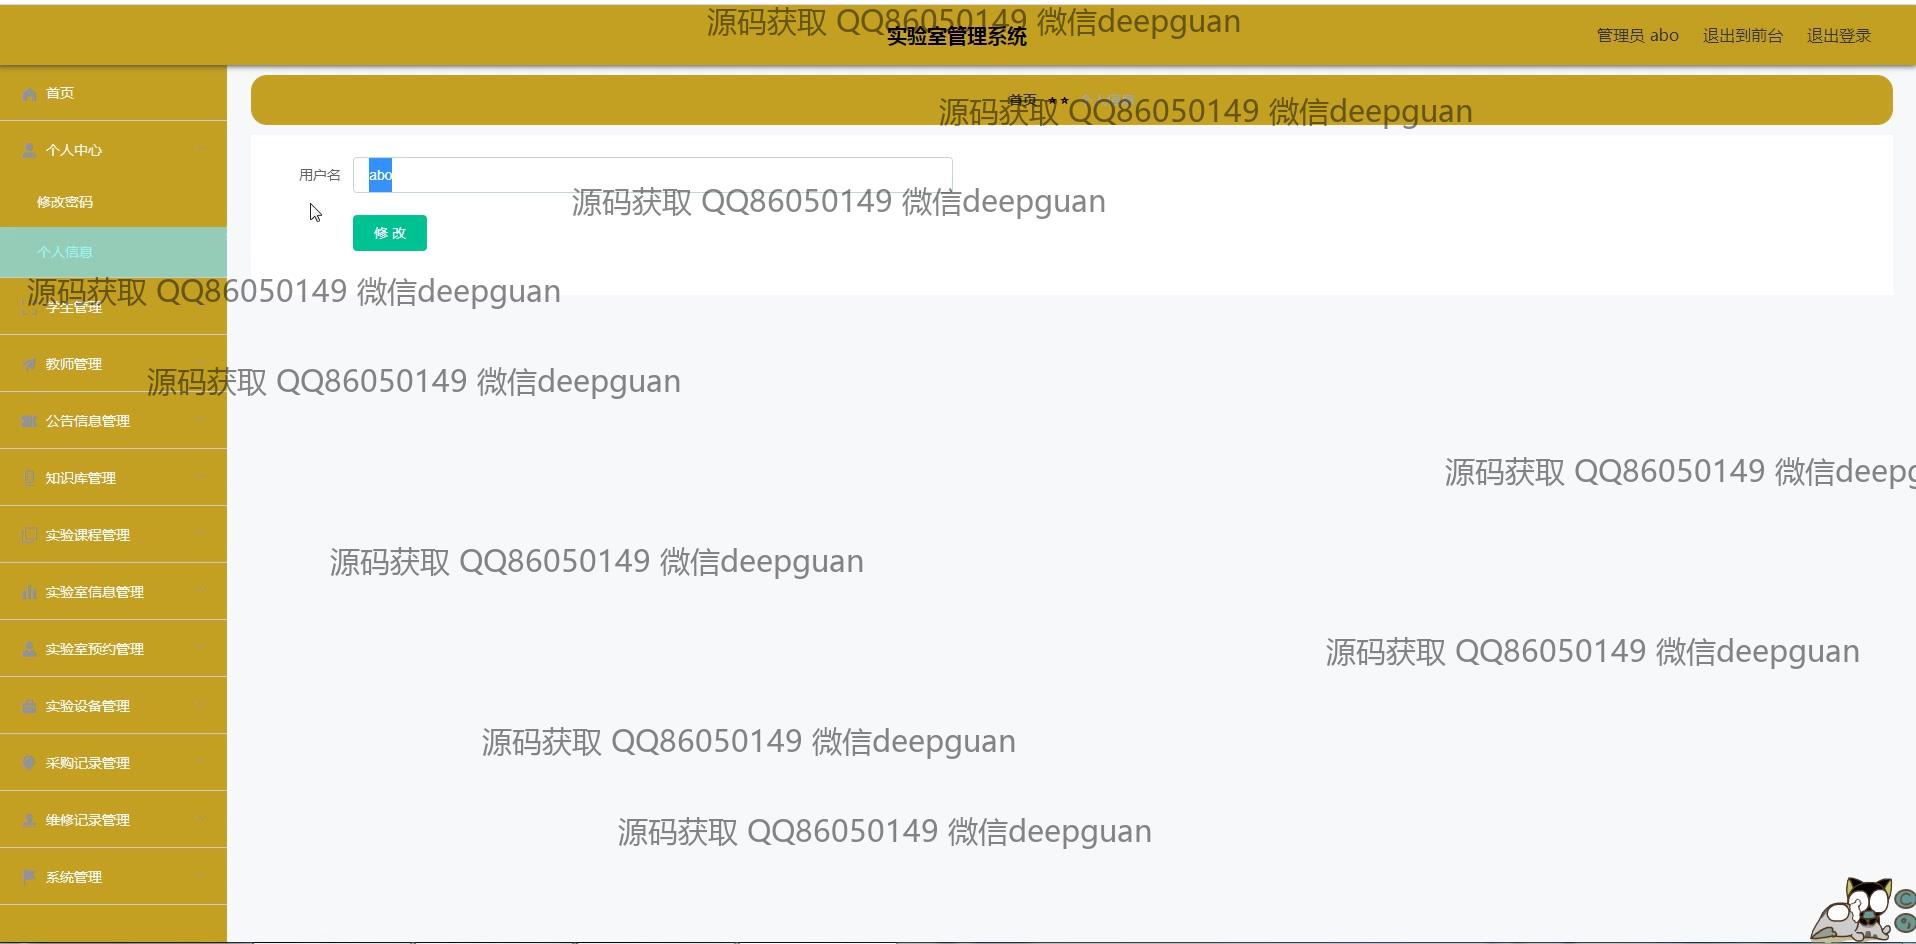 源码获取 QQ86050149 微信deepguan
实验室管理系统
管理员 abo 退出到前台 退出登录
首页
个人中心
修改密码
个人信息
学生管理
教师管理
公告信息管理
知识库管理
实验课程管理
实验室信息管理
实验室预约管理
实验设备管理
采购记录管理
维修记录管理
系统管理
首页 ★★ 个人信息
源码获取 QQ86050149 微信deepguan
用户名 abo
源码获取 QQ86050149 微信deepguan
修 改
源码获取 QQ86050149 微信deepguan
源码获取 QQ86050149 微信deepguan
源码获取 QQ86050149 微信deepg
源码获取 QQ86050149 微信deepguan
源码获取 QQ86050149 微信deepguan
源码获取 QQ86050149 微信deepguan
源码获取 QQ86050149 微信deepguan